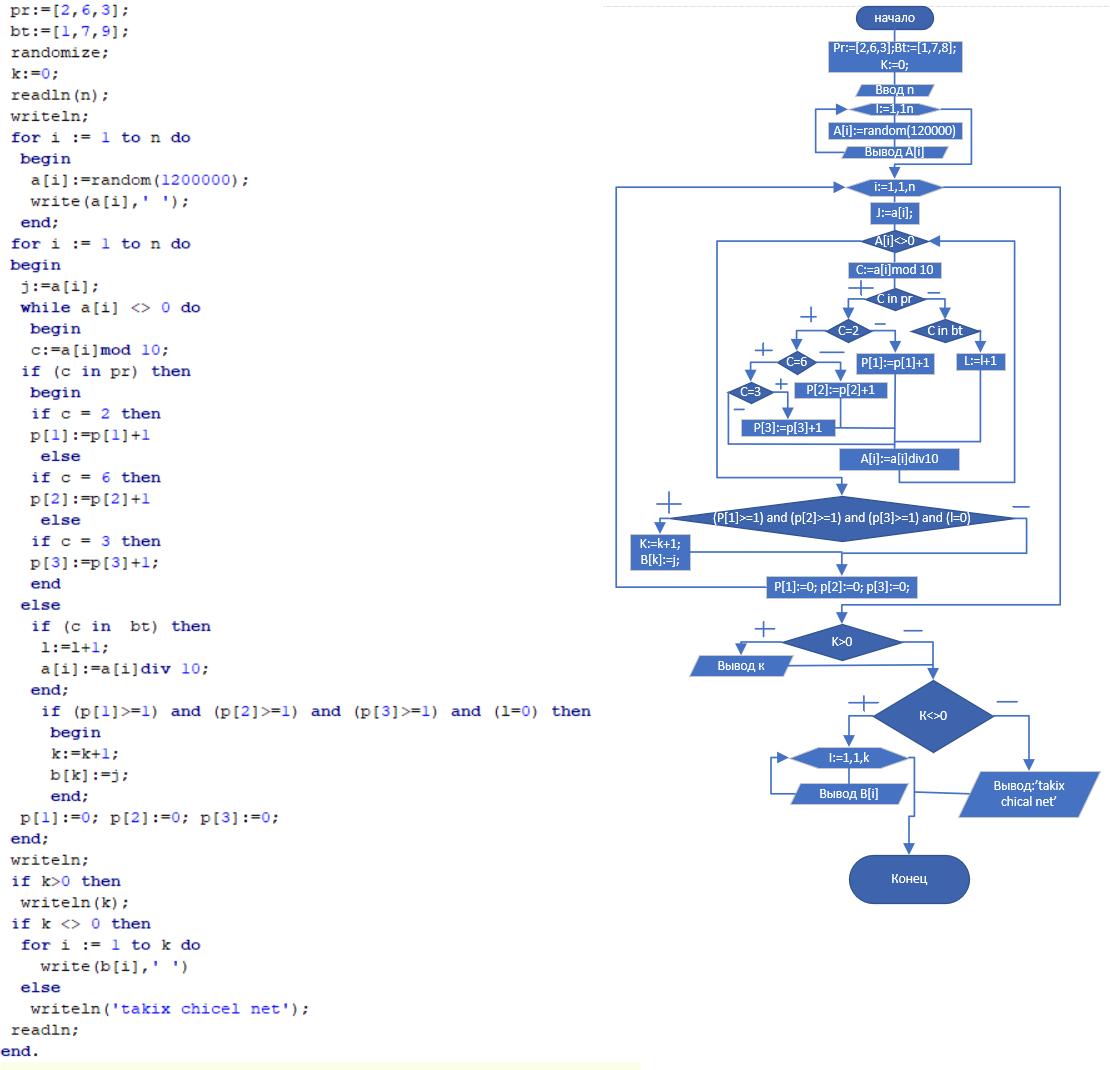 pr:=[2,6,3];
bt:=[1,7,9];
randomize;
k:=0;
readln(n);
writeln;
for i := 1 to n do
begin
a[i]:=random(1200000);
write(a[i],' ');
end;
for i := 1 to n do
begin
j:=a[i];
while a[i] <> 0 do
begin
c:=a[i]mod 10;
if (c in pr) then
begin
if c = 2 then
p[1]:=p[1]+1
else
if c = 6 then
p[2]:=p[2]+1
else
if c = 3 then
p[3]:=p[3]+1;
end
else
if (c in  bt) then
l:=l+1;
a[i]:=a[i]div 10;
end;
if (p[1]>=1) and (p[2]>=1) and (p[3]>=1) and (l=0) then
begin
k:=k+1;
b[k]:=j;
end;
p[1]:=0; p[2]:=0; p[3]:=0;
end;
writeln;
if k>0 then
writeln(k);
if k <> 0 then
for i := 1 to k do
write(b[i],' ')
else
writeln('takix chicel net');
readln;
end.
начало
Pr:=[2,6,3];Bt:=[1,7,8];
K:=0;
Ввод n
I:=1,1n
A[i]:=random(120000)
Вывод A[i]
i:=1,1,n
J:=a[i];
A[i]<>0
C:=a[i]mod 10
C in pr
+
—
C=2
C in bt
+
—
C=6
P[1]:=p[1]+1
L:=l+1
+
—
C=3
P[2]:=p[2]+1
+
—
P[3]:=p[3]+1
A[i]:=a[i]div10
+
—
(P[1]>=1) and (p[2]>=1) and (p[3]>=1) and (l=0)
K:=k+1;
B[k]:=j;
P[1]:=0; p[2]:=0; p[3]:=0;
+
—
K>0
Вывод к
+
—
K<>0
I:=1,1,k
Вывод B[i]
Вывод:’takix
chical net’
Конец